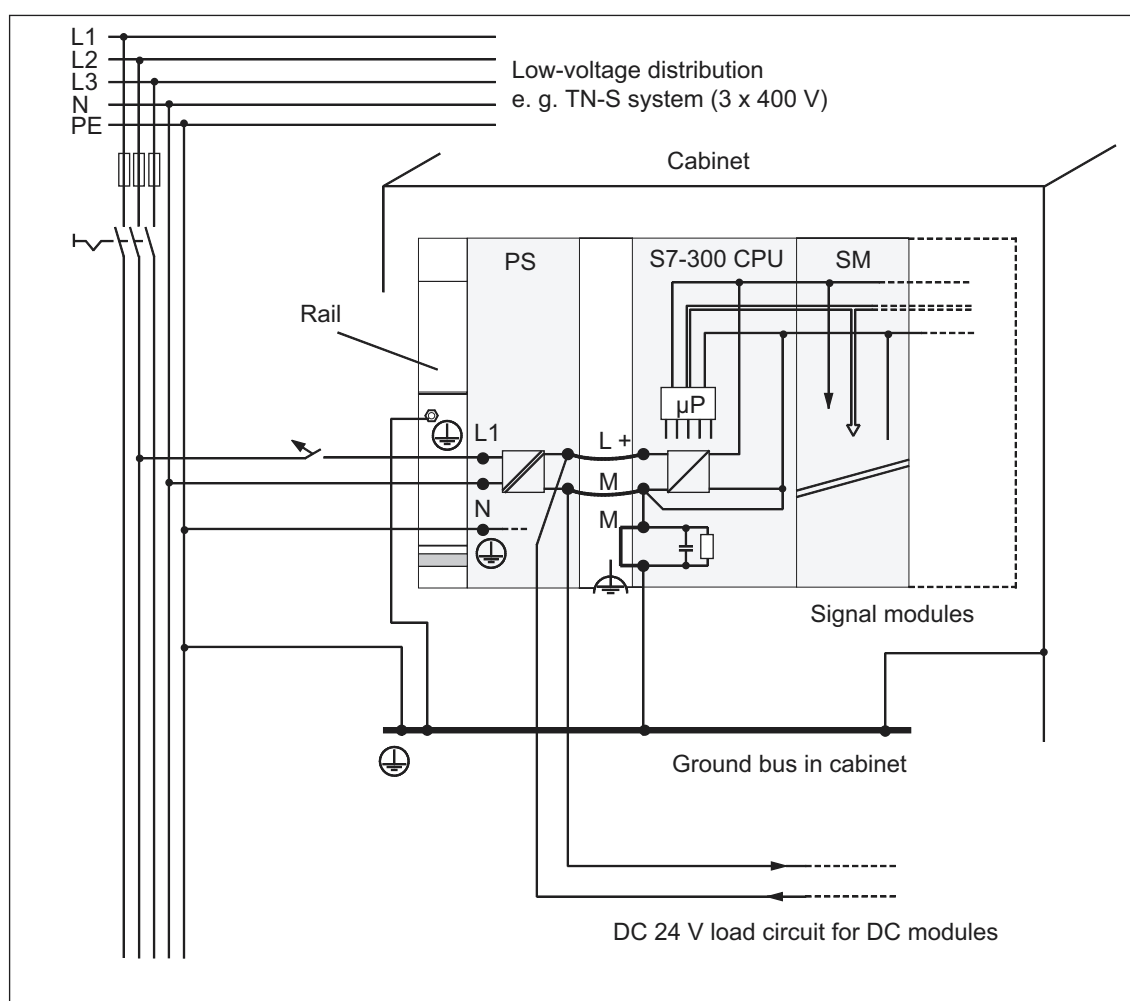 L1
L2
L3
N
PE
Low-voltage distribution
e. g. TN-S system (3 x 400 V)
Cabinet
PS
S7-300 CPU
SM
Rail
µP
L1
L +
M
N
M
Signal modules
Ground bus in cabinet
DC 24 V load circuit for DC modules